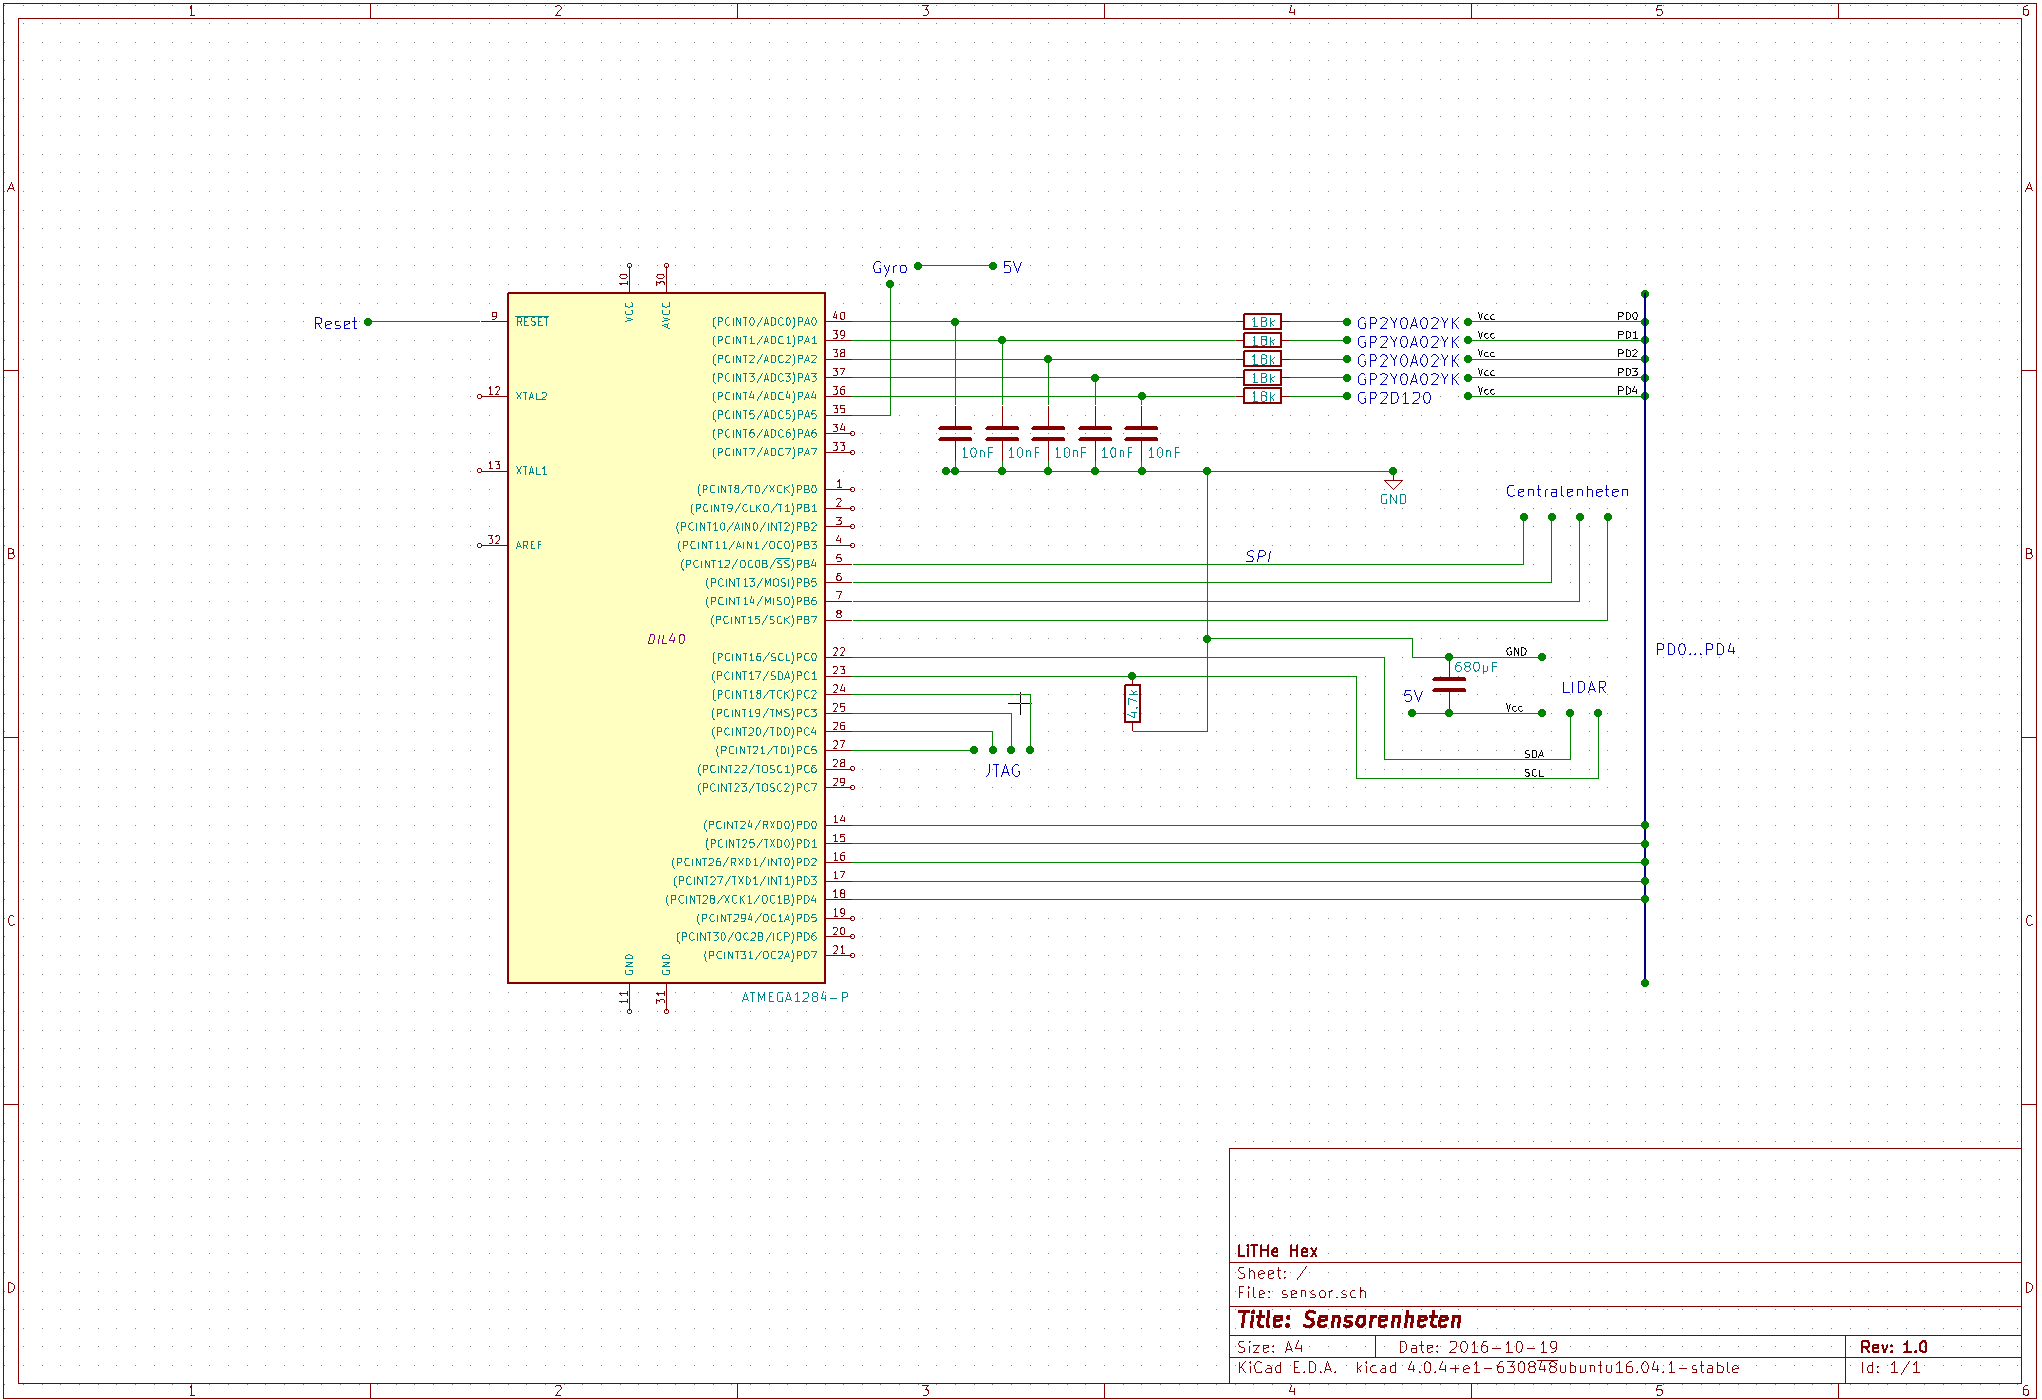 1 2 3 4 5 6
A A
B B
C C
D D
Gyro 5V
Reset
9 RESET
12 XTAL2
13 XTAL1
32 AREF
10 VCC
30 AVCC
11 GND
31 GND
DIL40
ATMEGA1284-P
(PCINT0/ADC0)PA0 40
(PCINT1/ADC1)PA1 39
(PCINT2/ADC2)PA2 38
(PCINT3/ADC3)PA3 37
(PCINT4/ADC4)PA4 36
(PCINT5/ADC5)PA5 35
(PCINT6/ADC6)PA6 34
(PCINT7/ADC7)PA7 33
(PCINT8/T0/XCK)PB0 1
(PCINT9/CLKO/T1)PB1 2
(PCINT10/AIN0/INT2)PB2 3
(PCINT11/AIN1/OC0)PB3 4
(PCINT12/OC0B/SS)PB4 5
(PCINT13/MOSI)PB5 6
(PCINT14/MISO)PB6 7
(PCINT15/SCK)PB7 8
(PCINT16/SCL)PC0 22
(PCINT17/SDA)PC1 23
(PCINT18/TCK)PC2 24
(PCINT19/TMS)PC3 25
(PCINT20/TDO)PC4 26
(PCINT21/TDI)PC5 27
(PCINT22/TOSC1)PC6 28
(PCINT23/TOSC2)PC7 29
(PCINT24/RXD0)PD0 14
(PCINT25/TXD0)PD1 15
(PCINT26/RXD1/INT0)PD2 16
(PCINT27/TXD1/INT1)PD3 17
(PCINT28/XCK1/OC1B)PD4 18
(PCINT294/OC1A)PD5 19
(PCINT30/OC2B/ICP)PD6 20
(PCINT31/OC2A)PD7 21
18k GP2Y0A02YK Vcc PD0
18k GP2Y0A02YK Vcc PD1
18k GP2Y0A02YK Vcc PD2
18k GP2Y0A02YK Vcc PD3
18k GP2D120 Vcc PD4
10nF 10nF 10nF 10nF 10nF
GND
Centralenheten
SPI
4.7k
JTAG
GND
680µF
5V
Vcc
LIDAR
SDA
SCL
PD0...PD4
LiTHe Hex
Sheet: /
File: sensor.sch
Title: Sensorenheten
Size: A4 Date: 2016-10-19 Rev: 1.0
KiCad E.D.A. kicad 4.0.4+e1-6308~48~ubuntu16.04.1-stable Id: 1/1
1 2 3 4 5 6